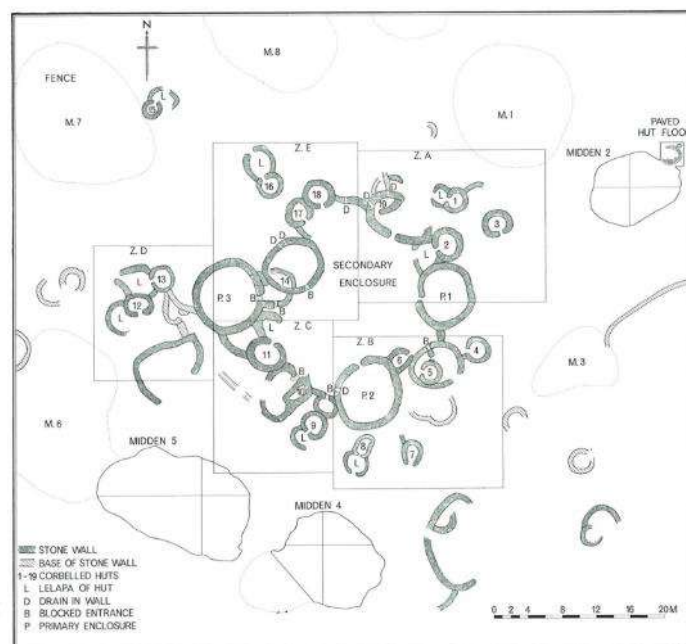 N
M. 8
FENCE
L
M. 7
M. 1
PAVED
HUT FLOOR
MIDDEN 2
Z. E
Z. A
L
16
18
17
D
D
D
19
L
1
3
2
L
D
D
SECONDARY
ENCLOSURE
Z. D
13
L
12
L
P. 3
B
14
B
B
B
P. 1
Z. C
L
11
Z. B
B
4
6
5
M. 3
B
B
D
P. 2
9
L
8
L
7
M. 6
MIDDEN 5
MIDDEN 4
STONE WALL
BASE OF STONE WALL
1-19 CORBELLED HUTS
L LELAPA OF HUT
D DRAIN IN WALL
B BLOCKED ENTRANCE
P PRIMARY ENCLOSURE
0 2 4 8 12 16 20 M